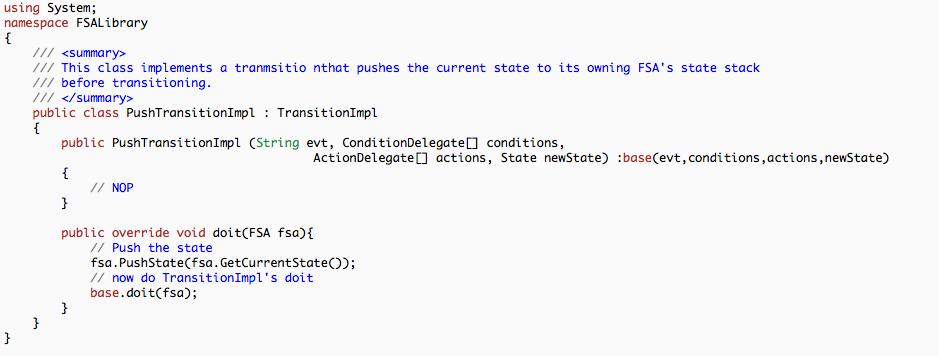 using System;
namespace FSALibrary
{
    /// <summary>
    /// This class implements a tranmsitio nthat pushes the current state to its owning FSA's state stack
    /// before transitioning.
    /// </summary>
    public class PushTransitionImpl : TransitionImpl
    {
        public PushTransitionImpl (String evt, ConditionDelegate[] conditions,
                                   ActionDelegate[] actions, State newState) :base(evt,conditions,actions,newState)
        {
            // NOP
        }

        public override void doit(FSA fsa){
            // Push the state
            fsa.PushState(fsa.GetCurrentState());
            // now do TransitionImpl's doit
            base.doit(fsa);
        }
    }
}